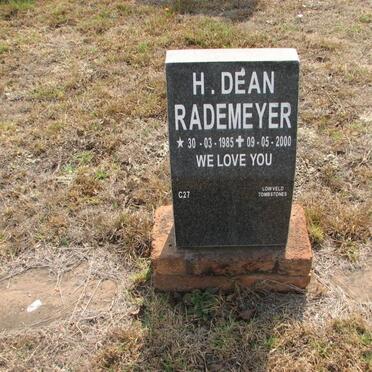 H. DEAN
RADEMEYER
★ 30 - 03 - 1985 ✝ 09 - 05 - 2000
WE LOVE YOU
C27
LOWVELD
TOMBSTONES